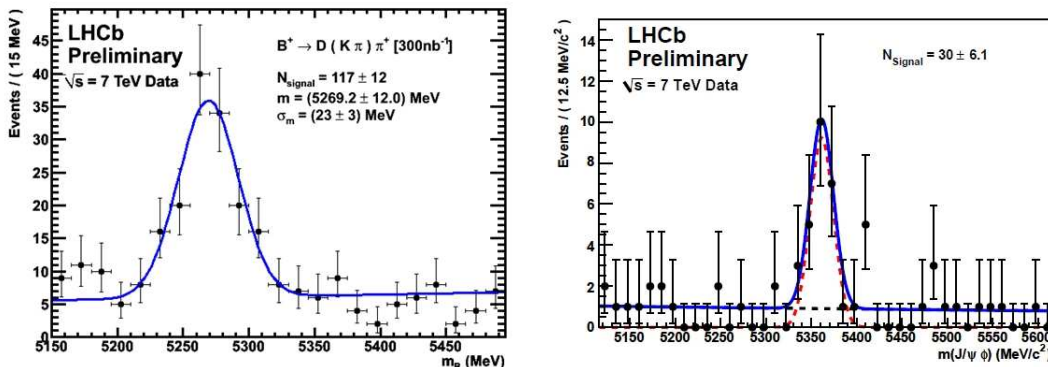 LHCb
Preliminary
√s = 7 TeV Data
B⁺ → D ( K π ) π⁺ [300nb⁻¹]
N_Signal = 117 ± 12
m = (5269.2 ± 12.0) MeV
σ_m = (23 ± 3) MeV
Events / ( 15 MeV )
45
40
35
30
25
20
15
10
5
0
5150 5200 5250 5300 5350 5400 5450
m_B (MeV)
LHCb
Preliminary
√s = 7 TeV Data
N_Signal = 30 ± 6.1
Events / ( 12.5 MeV/c² )
14
12
10
8
6
4
2
0
5150 5200 5250 5300 5350 5400 5450 5500 5550 5600
m(J/ψ ϕ) (MeV/c²)